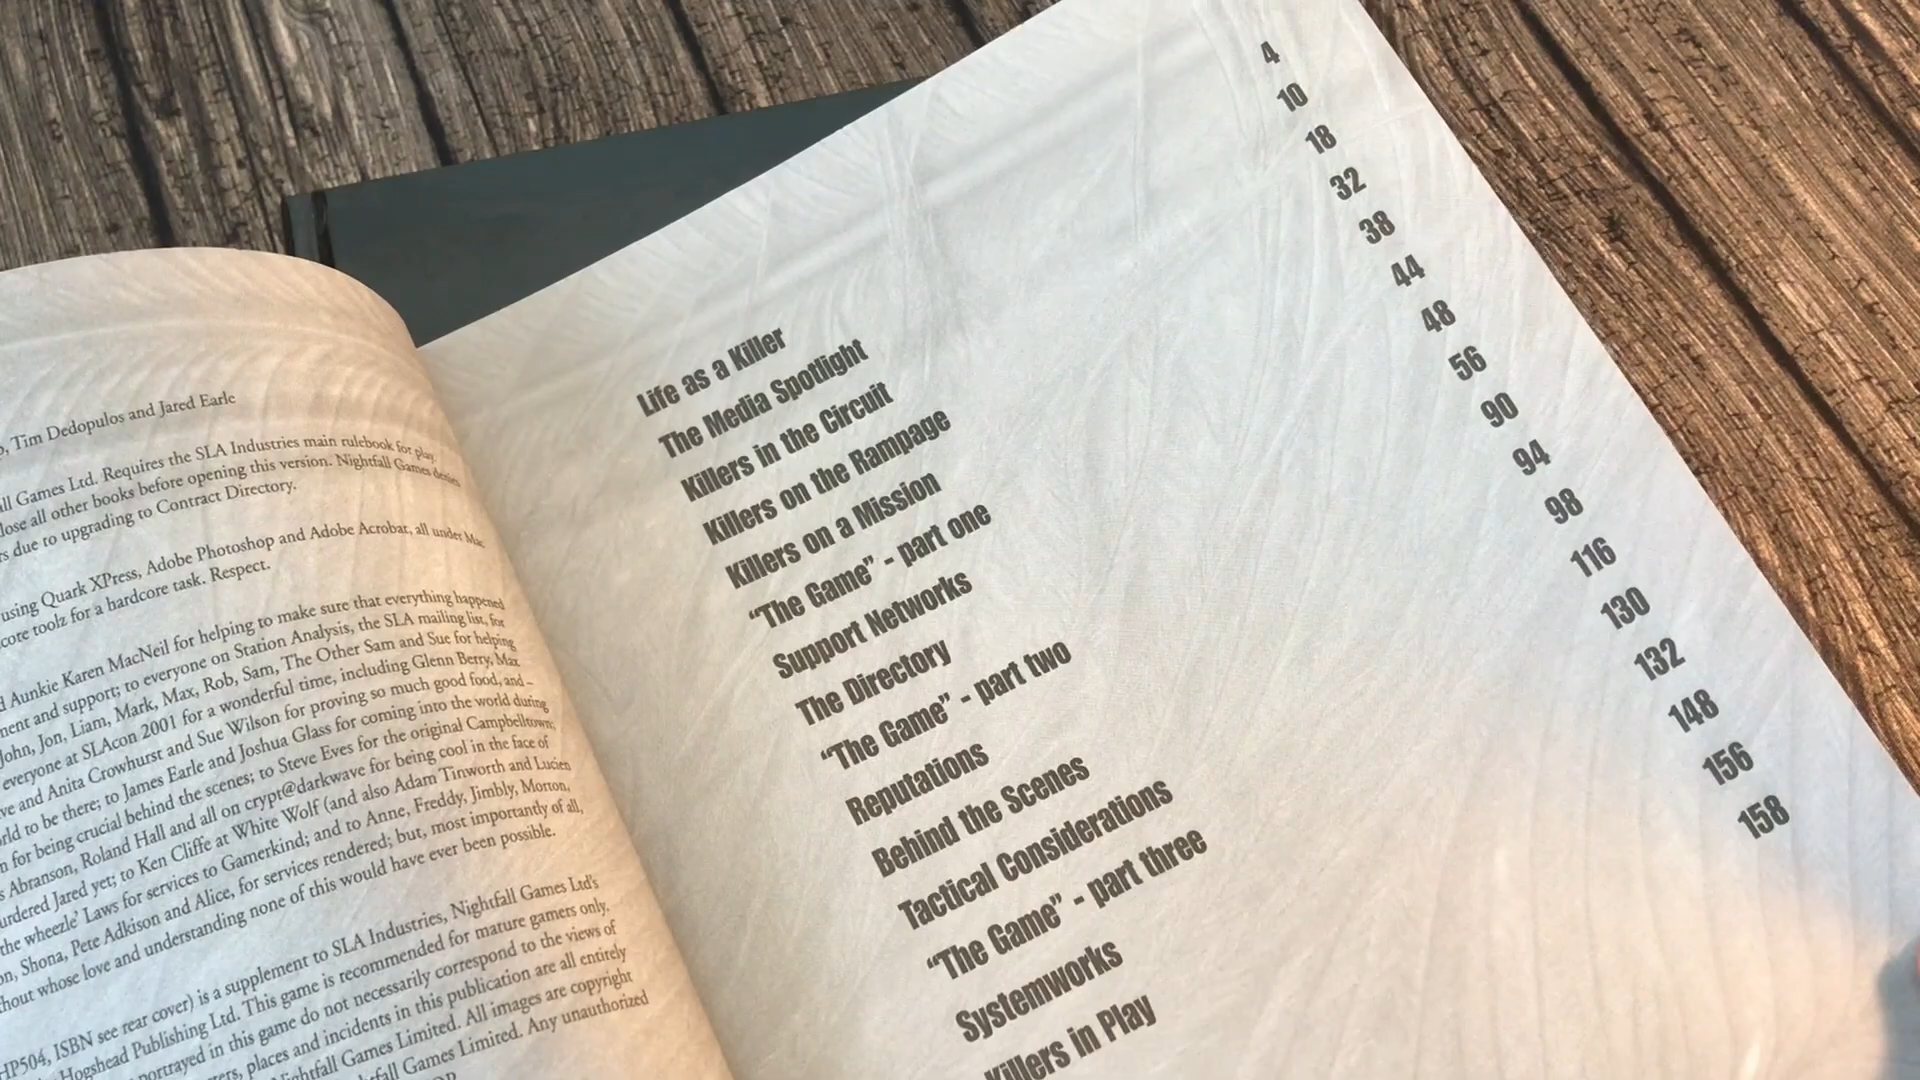 , Tim Dedopulos and Jared Earle
Games Ltd. Requires the SLA Industries main rulebook for play.
all other books before opening this version. Nightfall Games denies
due to upgrading to Contract Directory.
using Quark XPress, Adobe Photoshop and Adobe Acrobat, all under Mac
toolz for a hardcore task. Respect.
Aunkie Karen MacNeil for helping to make sure that everything happened
and support; to everyone on Station Analysis, the SLA mailing list, for
John, Jon, Liam, Mark, Max, Rob, Sam, The Other Sam and Sue for helping
everyone at SLAcon 2001 for a wonderful time, including Glenn Berry, Max
and Anita Crowhurst and Sue Wilson for proving so much good food, and
to be there; to James Earle and Joshua Glass for coming into the world during
for being crucial behind the scenes; to Steve Eves for the original Campbelltown;
Abranson, Roland Hall and all on crypt@darkwave for being cool in the face of
Jared yet; to Ken Cliffe at White Wolf (and also Adam Tinworth and Lucien
the wheezle' Laws for services to Gamerkind; and to Anne, Freddy, Jimbly, Morton,
Shona, Pete Adkison and Alice, for services rendered; but, most importantly of all,
whose love and understanding none of this would have ever been possible.
HP504, ISBN see rear cover) is a supplement to SLA Industries, Nightfall Games Ltd's
Hogshead Publishing Ltd. This game is recommended for mature gamers only.
portrayed in this game do not necessarily correspond to the views of
places and incidents in this publication are all entirely
Nightfall Games Limited. All images are copyright
Games Limited. Any unauthorized
Life as a Killer 4
The Media Spotlight 10
Killers in the Circuit 18
Killers on the Rampage 32
Killers on a Mission 38
“The Game” - part one 44
Support Networks 48
The Directory 56
“The Game” - part two 90
Reputations 94
Behind the Scenes 98
Tactical Considerations 116
“The Game” - part three 130
Systemworks 132
Killers in Play 148
156
158